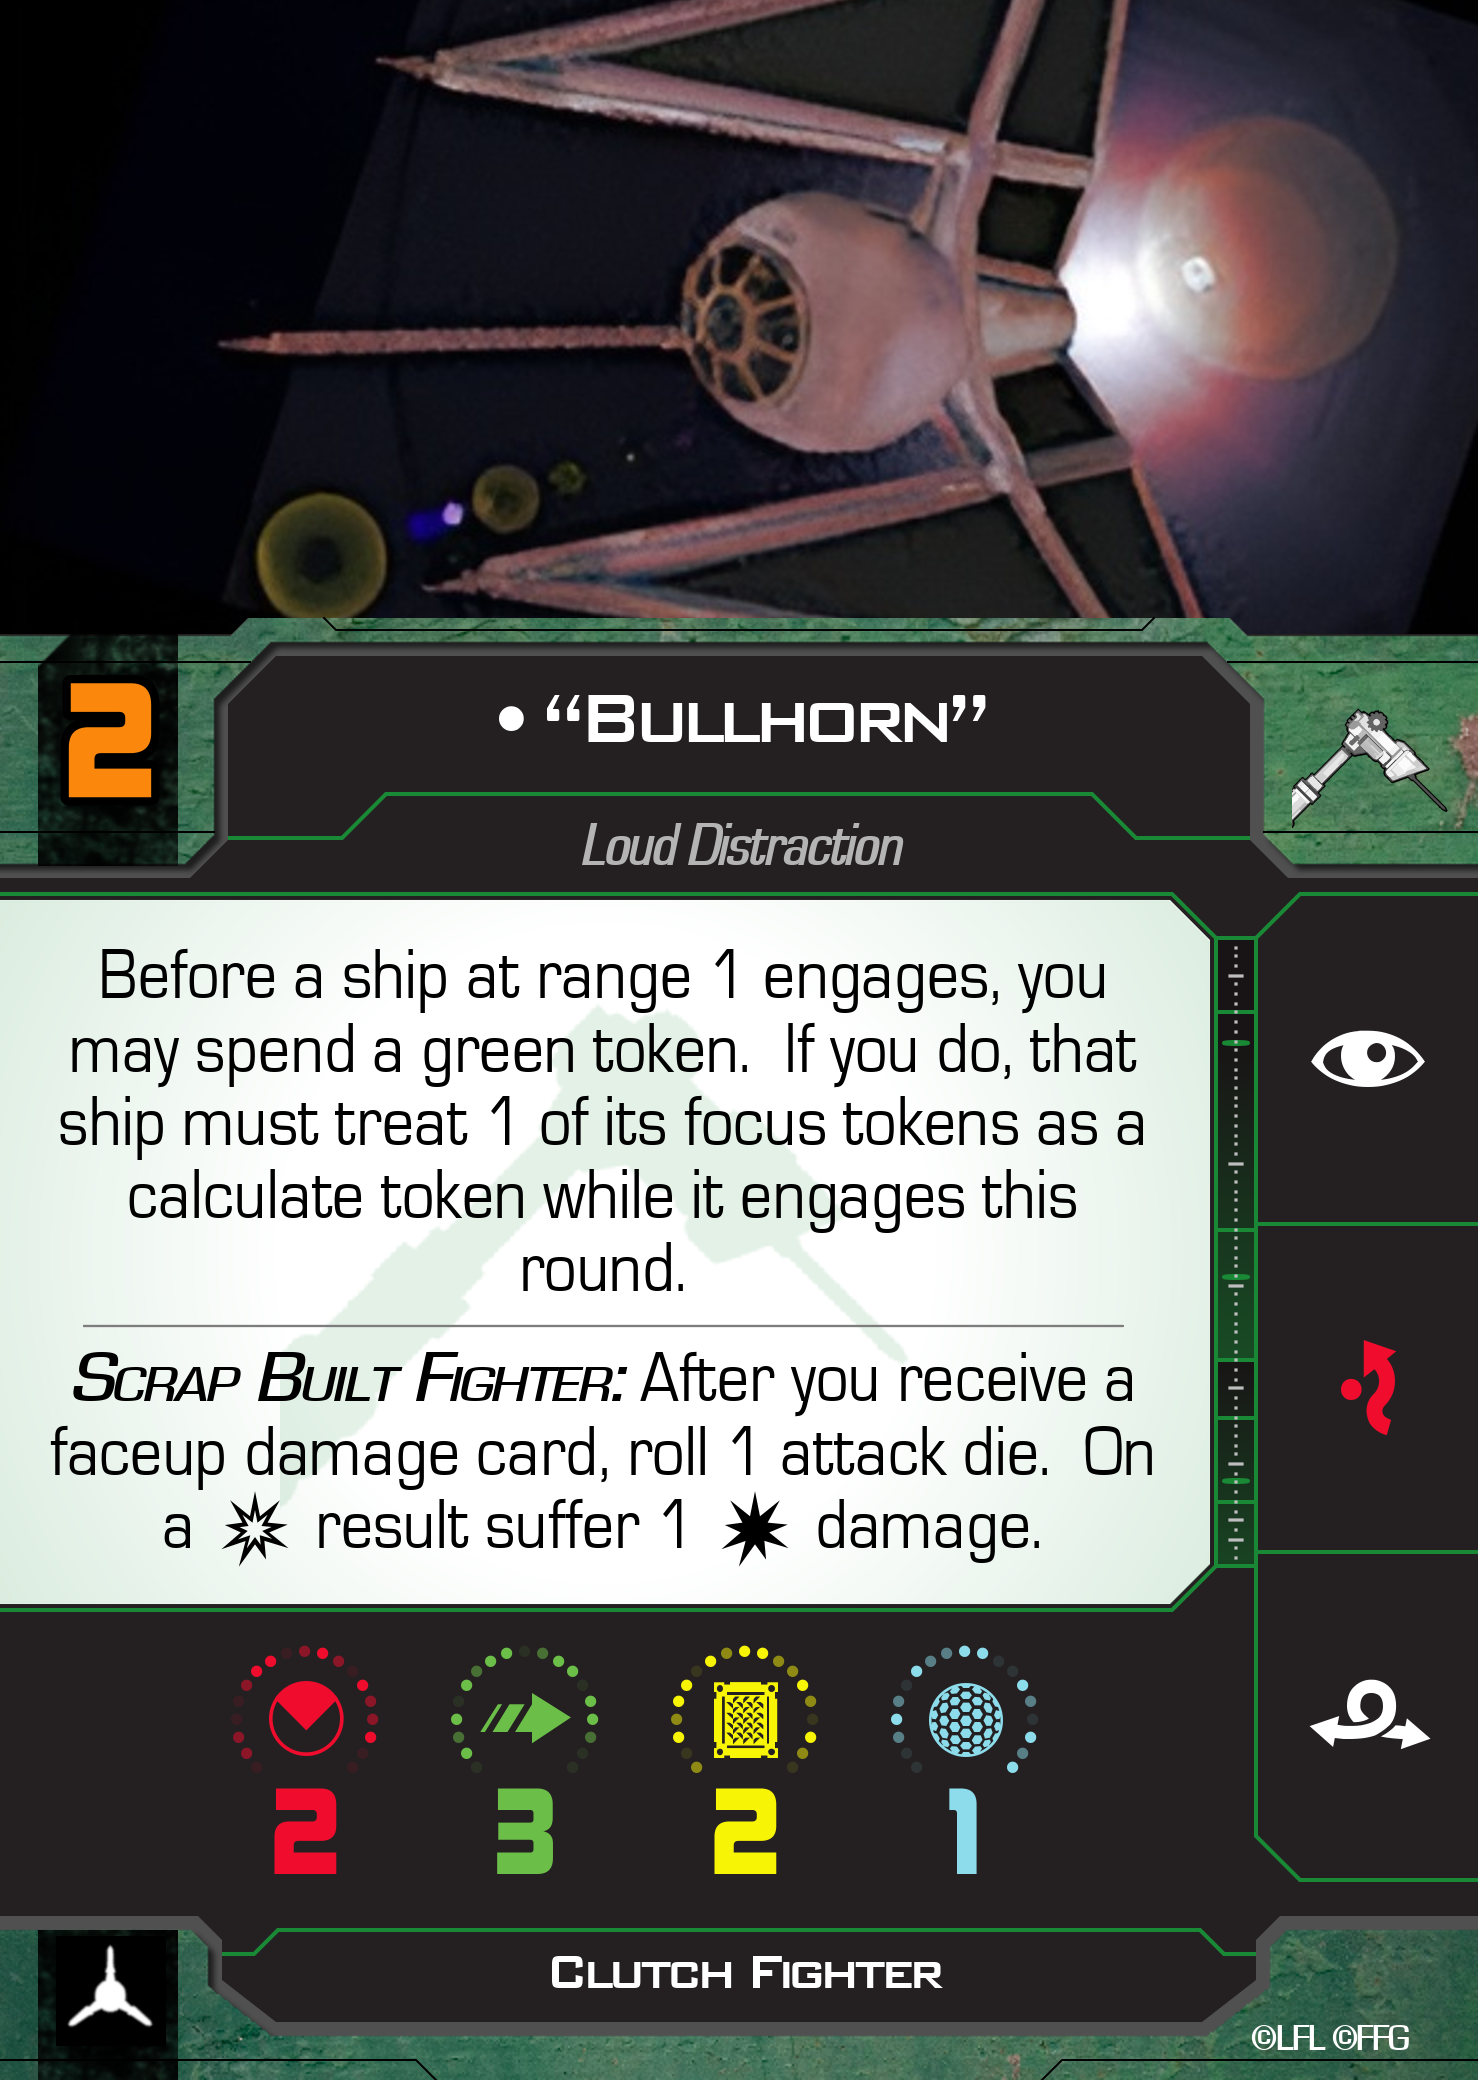 2
• “Bullhorn”
Loud Distraction
Before a ship at range 1 engages, you
may spend a green token.  If you do, that
ship must treat 1 of its focus tokens as a
calculate token while it engages this
round.
Scrap Built Fighter: After you receive a
faceup damage card, roll 1 attack die.  On
a result suffer 1 damage.
2 3 2 1
Clutch Fighter
©LFL ©FFG